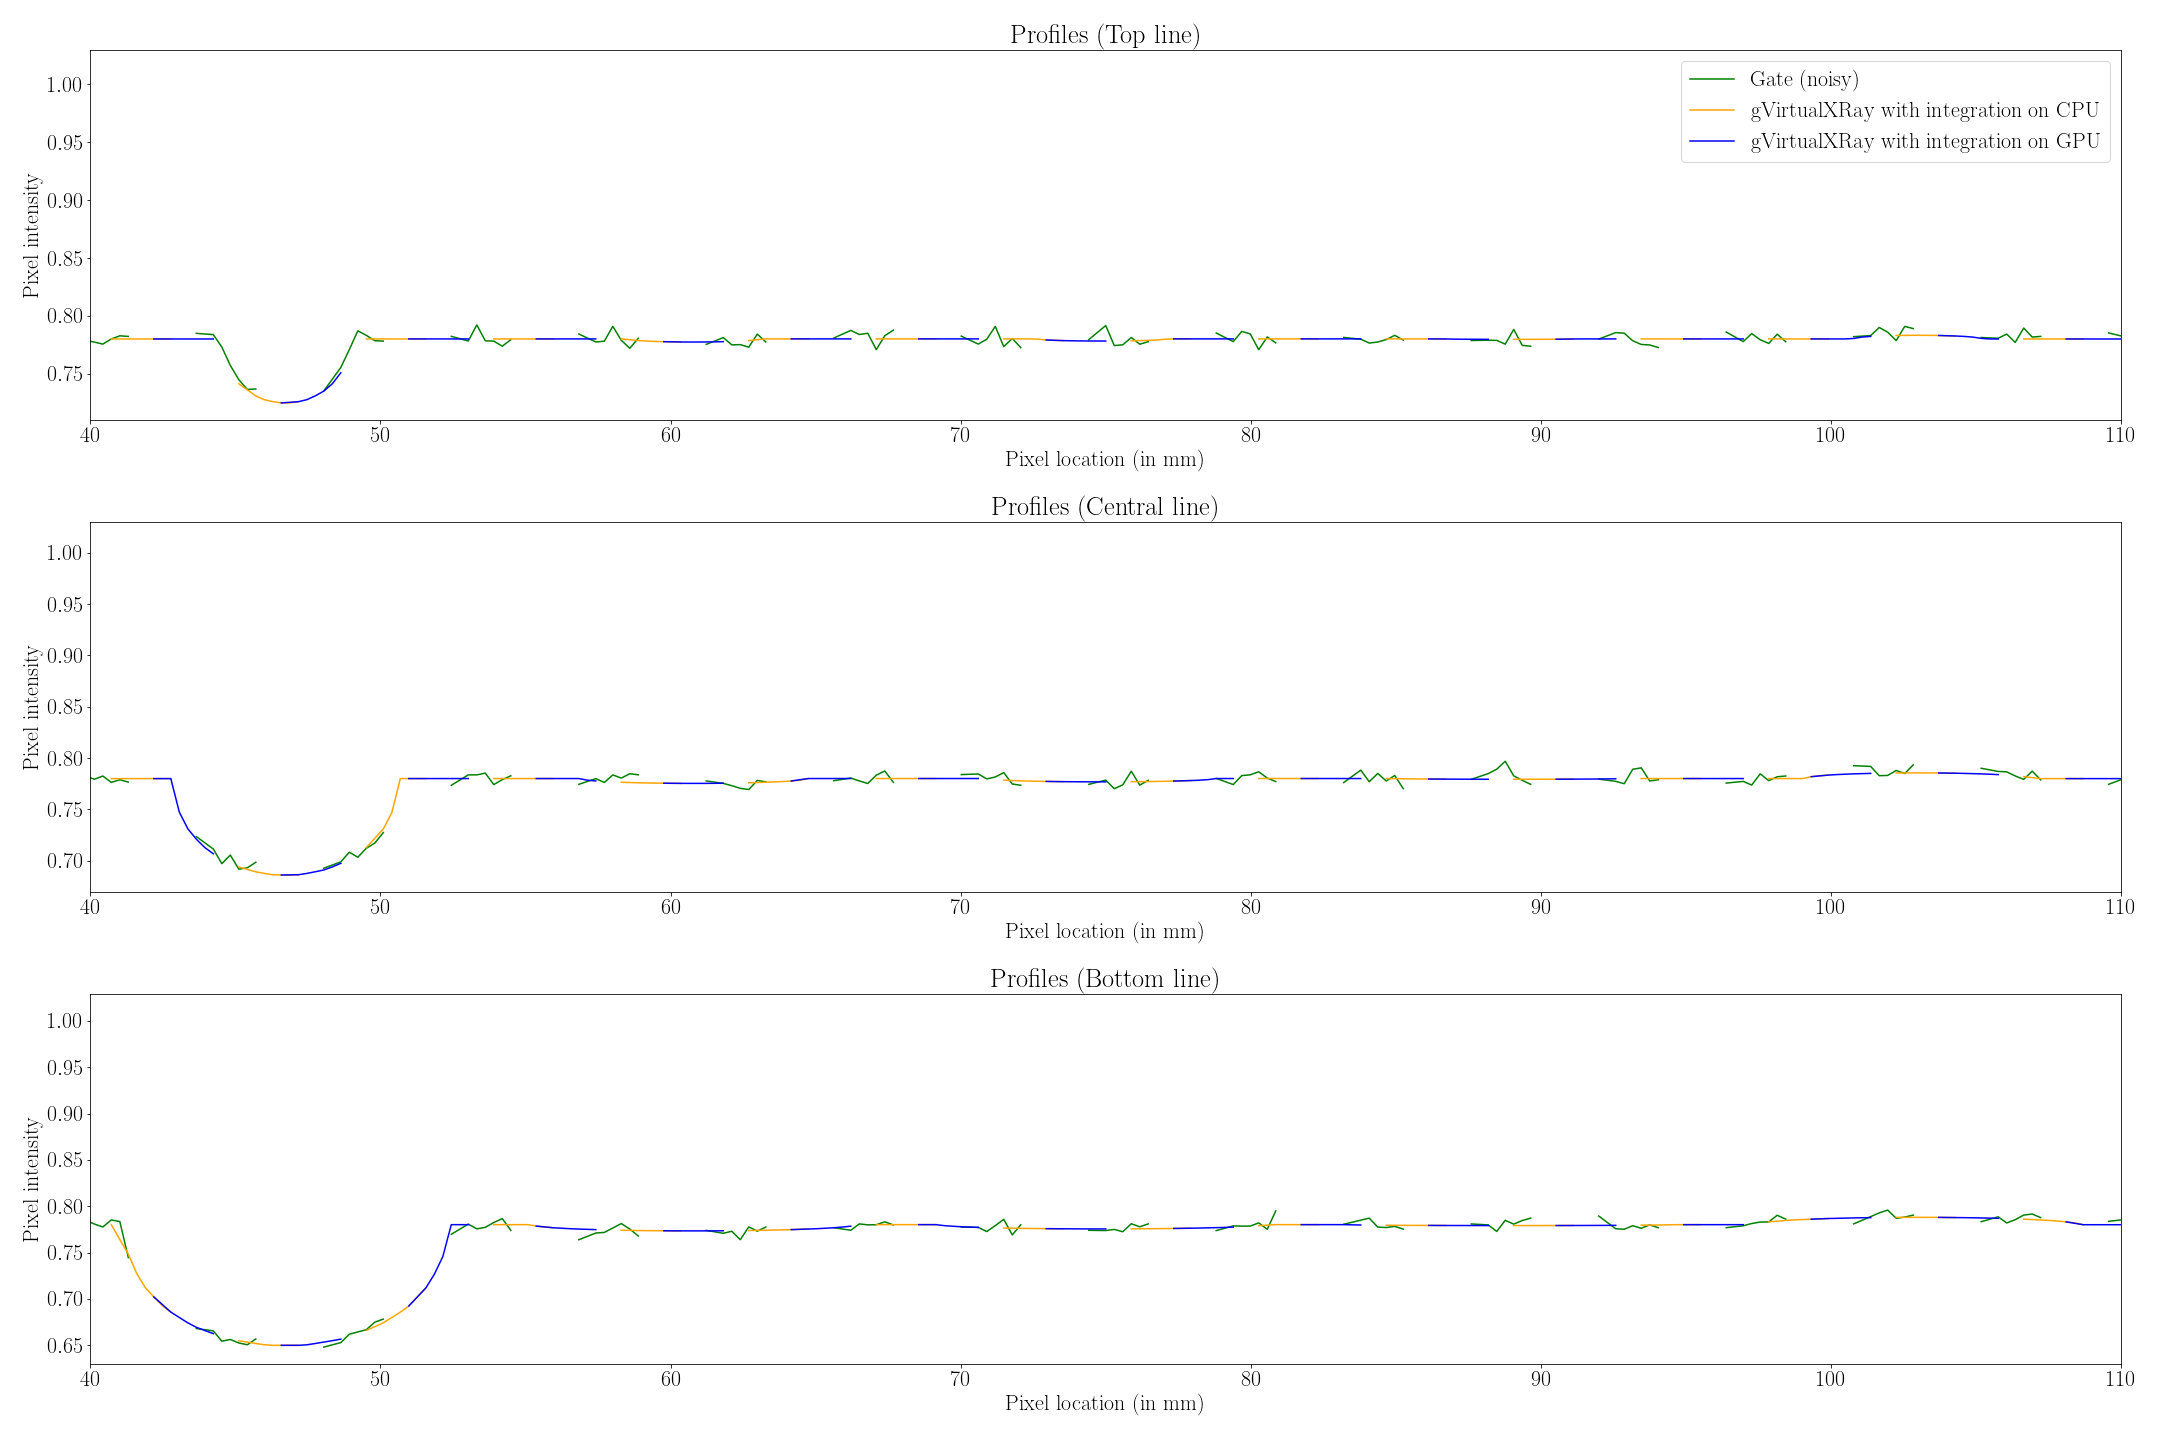 Profiles (Top line)
Pixel intensity
1.00
0.95
0.90
0.85
0.80
0.75
Gate (noisy)
gVirtualXRay with integration on CPU
gVirtualXRay with integration on GPU
40 50 60 70 80 90 100 110
Pixel location (in mm)
Profiles (Central line)
Pixel intensity
1.00
0.95
0.90
0.85
0.80
0.75
0.70
40 50 60 70 80 90 100 110
Pixel location (in mm)
Profiles (Bottom line)
Pixel intensity
1.00
0.95
0.90
0.85
0.80
0.75
0.70
0.65
40 50 60 70 80 90 100 110
Pixel location (in mm)